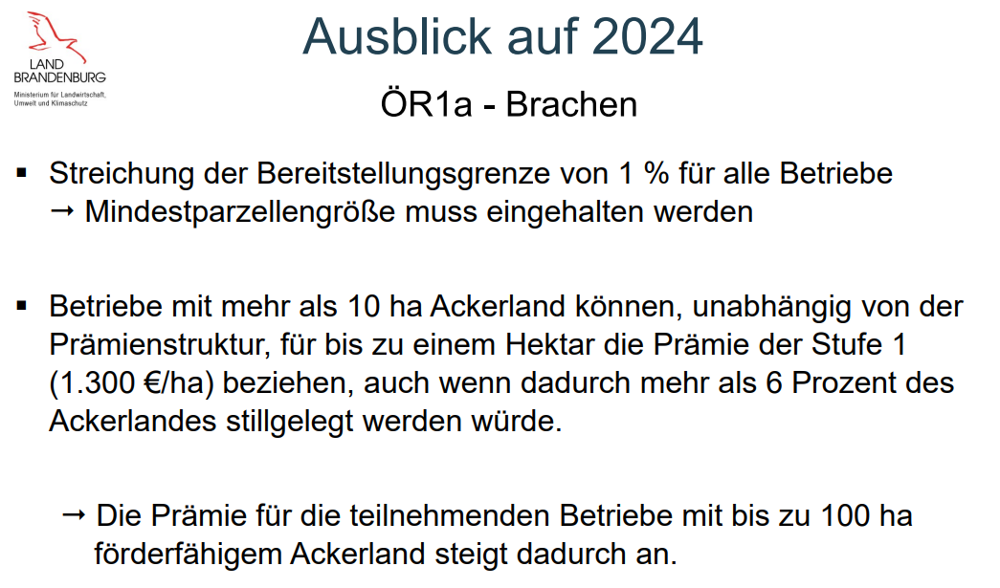 LAND
BRANDENBURG
Ministerium für Landwirtschaft,
Umwelt und Klimaschutz
Ausblick auf 2024
ÖR1a - Brachen
▪ Streichung der Bereitstellungsgrenze von 1 % für alle Betriebe
→ Mindestparzellengröße muss eingehalten werden
▪ Betriebe mit mehr als 10 ha Ackerland können, unabhängig von der
Prämienstruktur, für bis zu einem Hektar die Prämie der Stufe 1
(1.300 €/ha) beziehen, auch wenn dadurch mehr als 6 Prozent des
Ackerlandes stillgelegt werden würde.
→ Die Prämie für die teilnehmenden Betriebe mit bis zu 100 ha
förderfähigem Ackerland steigt dadurch an.